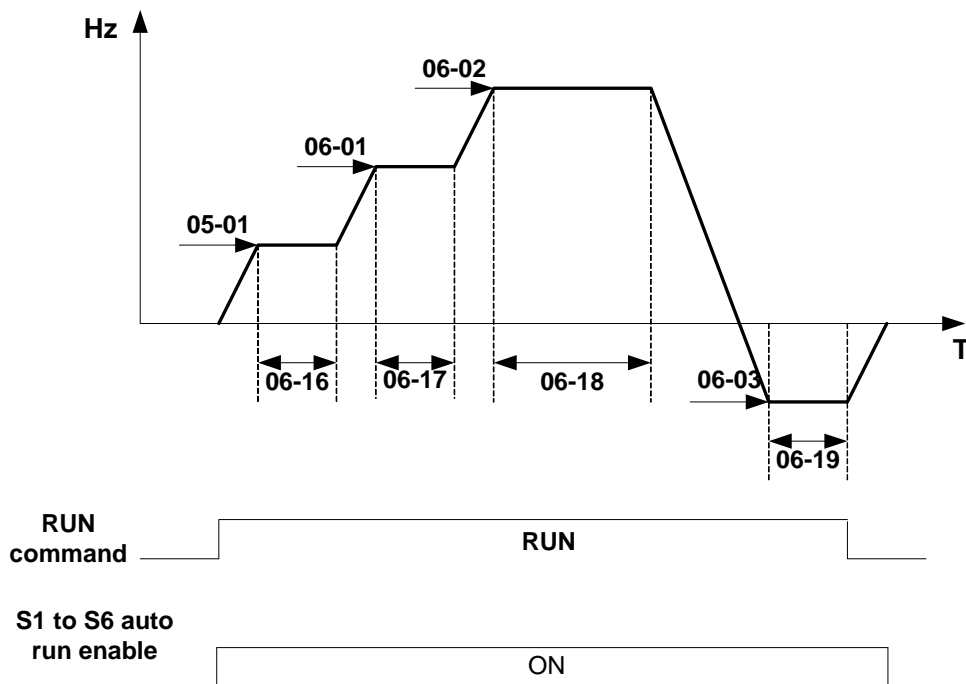 Hz
06-02
06-01
05-01
T
06-16
06-17
06-18
06-03
06-19
RUN
command
RUN
S1 to S6 auto
run enable
ON